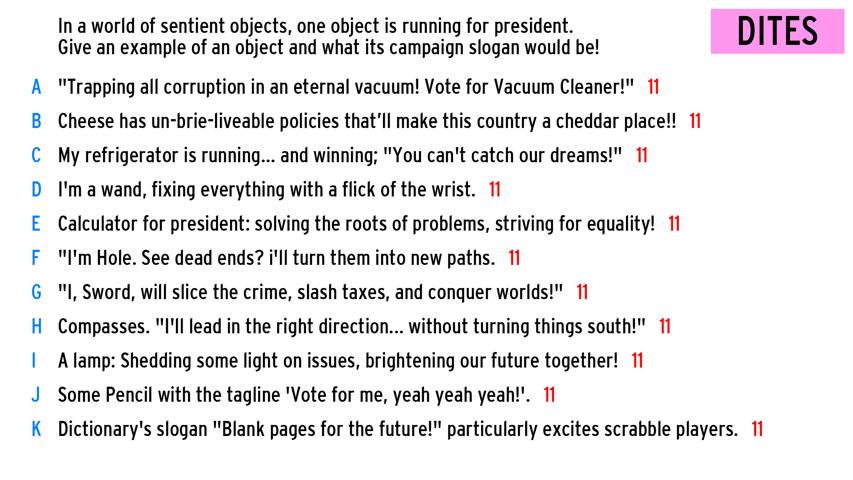 In a world of sentient objects, one object is running for president.
Give an example of an object and what its campaign slogan would be!
DITES
A "Trapping all corruption in an eternal vacuum! Vote for Vacuum Cleaner!" 11
B Cheese has un-brie-liveable policies that’ll make this country a cheddar place!! 11
C My refrigerator is running... and winning; "You can't catch our dreams!" 11
D I'm a wand, fixing everything with a flick of the wrist. 11
E Calculator for president: solving the roots of problems, striving for equality! 11
F "I'm Hole. See dead ends? i'll turn them into new paths. 11
G "I, Sword, will slice the crime, slash taxes, and conquer worlds!" 11
H Compasses. "I'll lead in the right direction... without turning things south!" 11
I A lamp: Shedding some light on issues, brightening our future together! 11
J Some Pencil with the tagline 'Vote for me, yeah yeah yeah!'. 11
K Dictionary's slogan "Blank pages for the future!" particularly excites scrabble players. 11